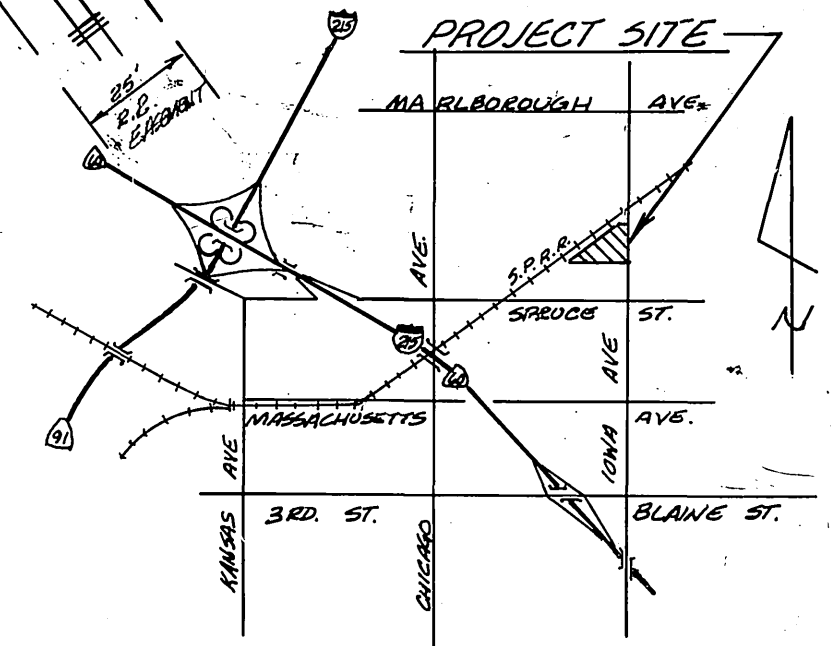 215
PROJECT SITE
25'
R.R.
EASEMENT
MARLBOROUGH AVE.
60
AVE.
S.P.R.R.
SPRUCE ST.
215
60
AVE
N
MASSACHUSETTS AVE.
91
IOWA
AVE
3RD. ST.
BLAINE ST.
KANSAS
CHICAGO